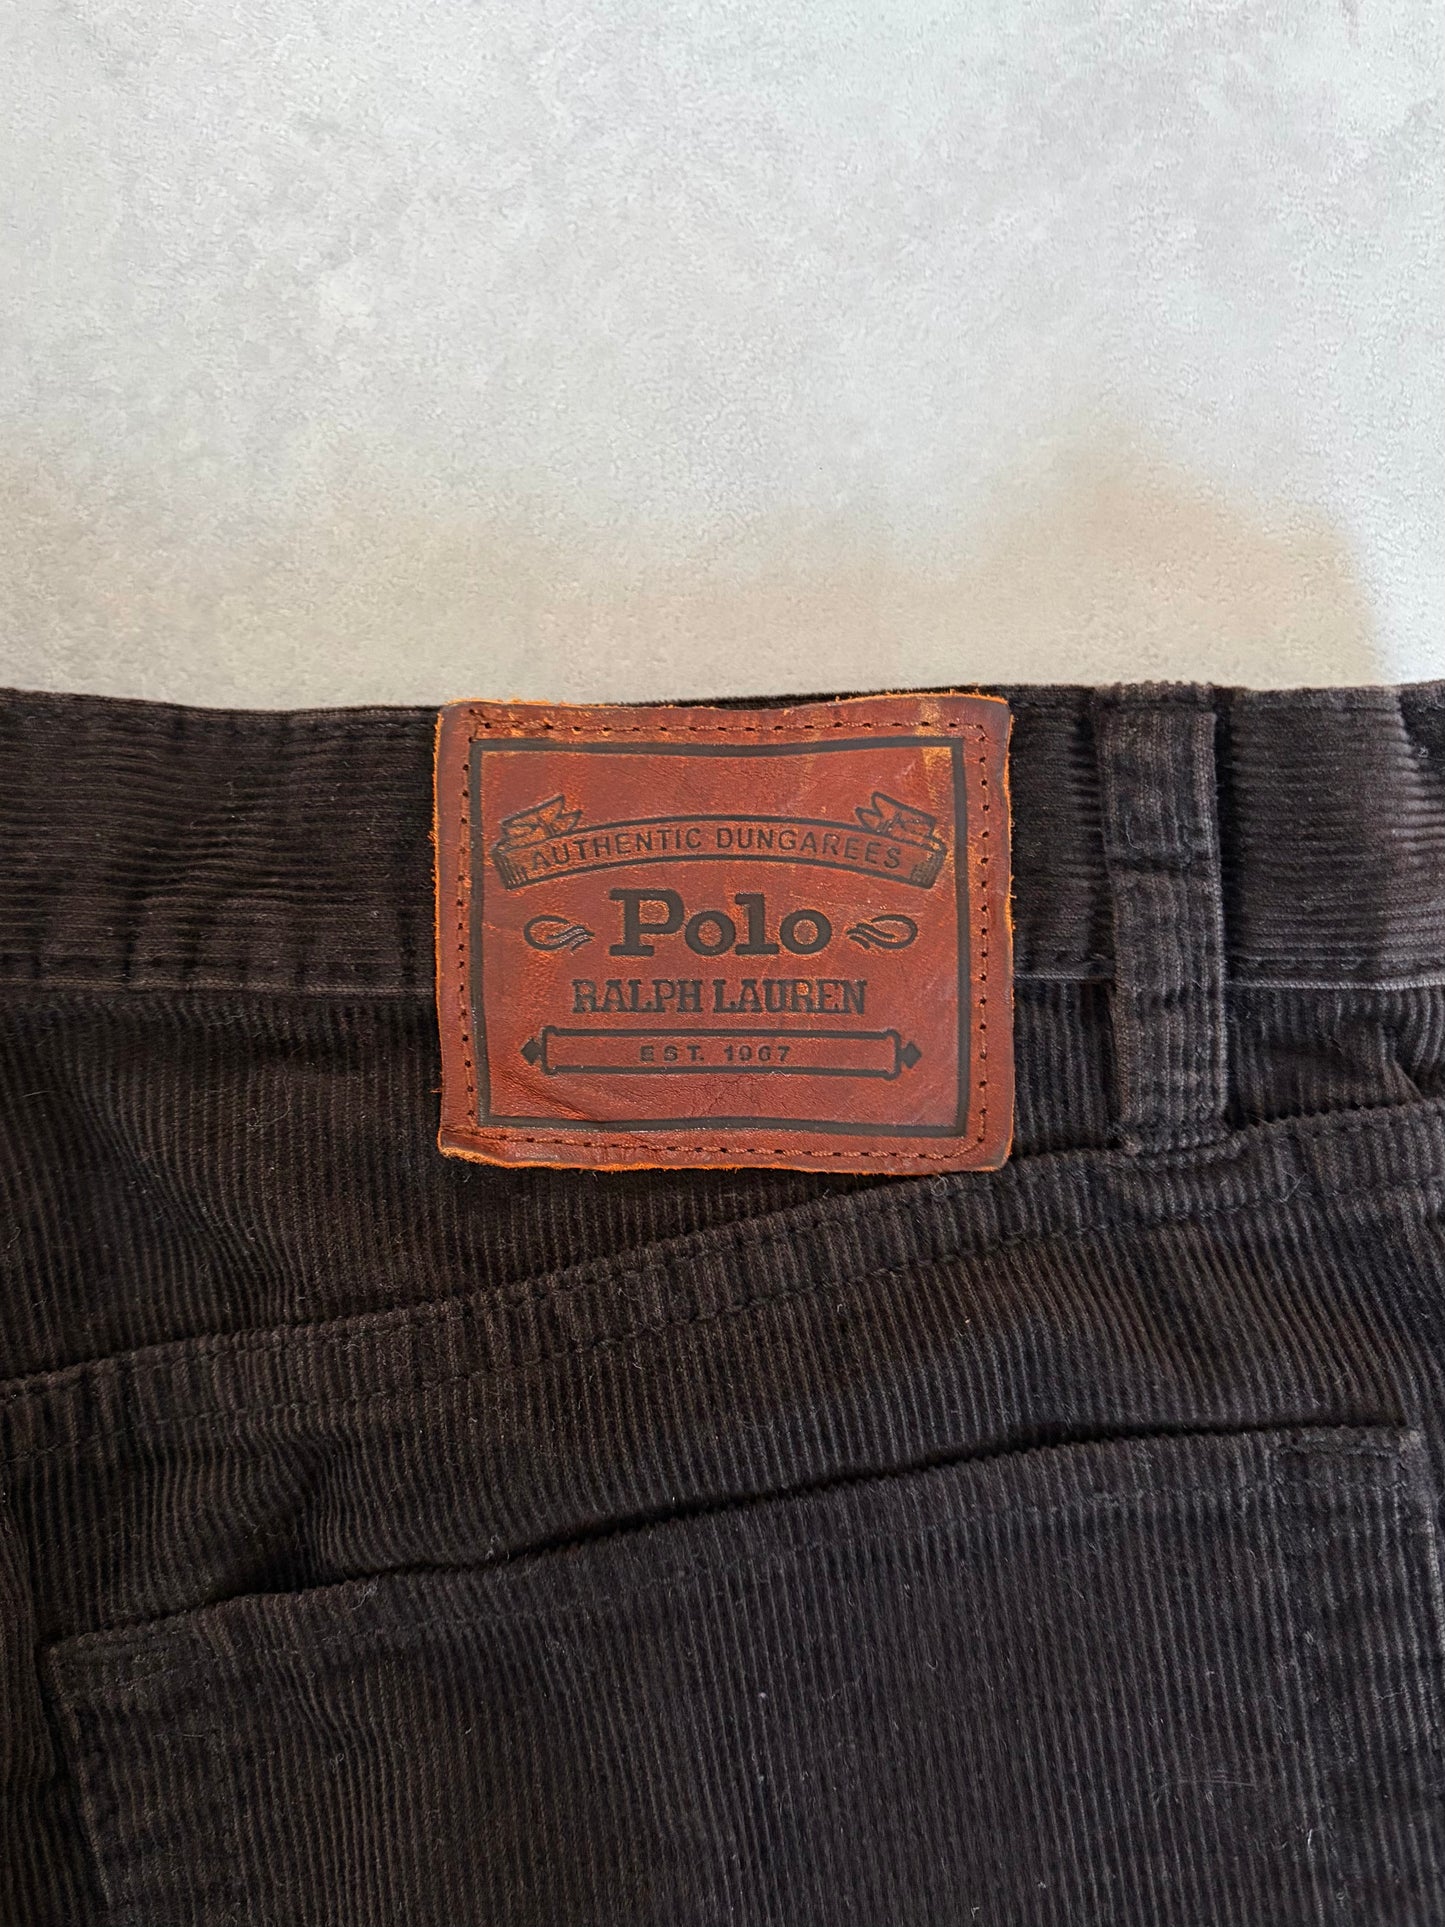 AUTHENTIC DUNGAREES
Polo
RALPH LAUREN
EST. 1967